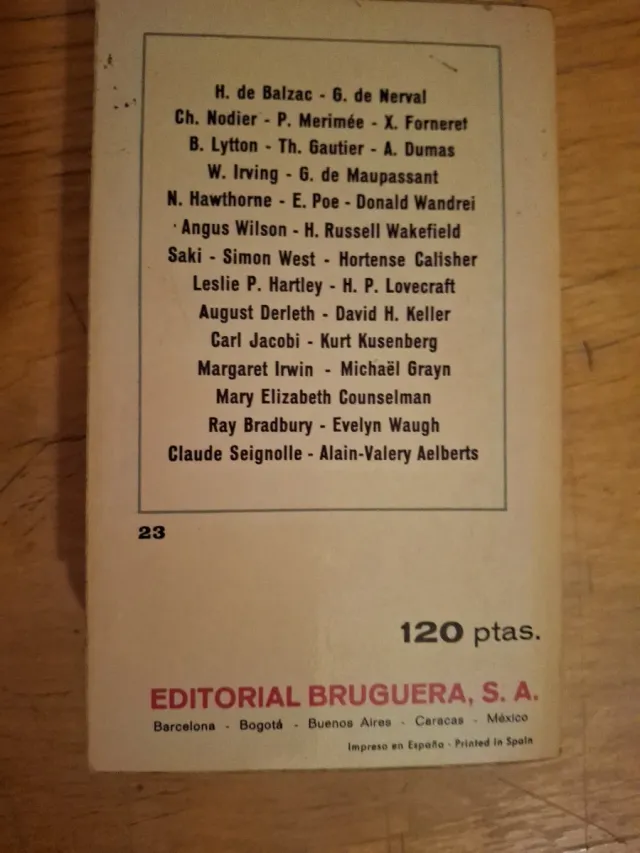 H. de Balzac - G. de Nerval
Ch. Nodier - P. Merimée - X. Forneret
B. Lytton - Th. Gautier - A. Dumas
W. Irving - G. de Maupassant
N. Hawthorne - E. Poe - Donald Wandrei
Angus Wilson - H. Russell Wakefield
Saki - Simon West - Hortense Calisher
Leslie P. Hartley - H. P. Lovecraft
August Derleth - David H. Keller
Carl Jacobi - Kurt Kusenberg
Margaret Irwin - Michaël Grayn
Mary Elizabeth Counselman
Ray Bradbury - Evelyn Waugh
Claude Seignolle - Alain-Valery Aelberts
23
120 ptas.
EDITORIAL BRUGUERA, S. A.
Barcelona - Bogotá - Buenos Aires - Caracas - México
Impreso en España - Printed in Spain